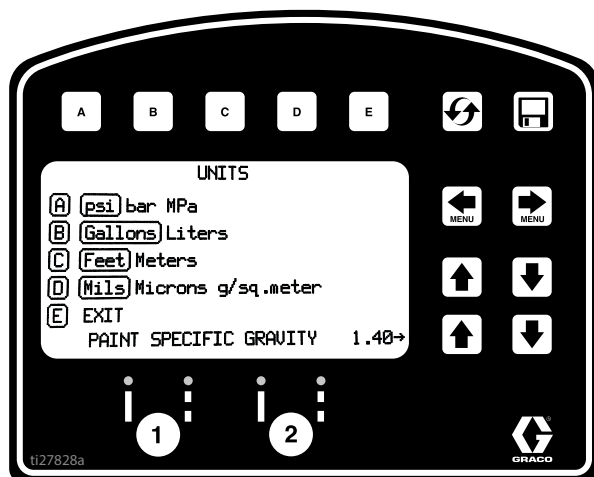 A B C D E
UNITS
A psi bar MPa
B Gallons Liters
C Feet Meters
D Mils Microns g/sq.meter
E EXIT
PAINT SPECIFIC GRAVITY 1.40→
MENU MENU
1 2
ti27828a
GRACO